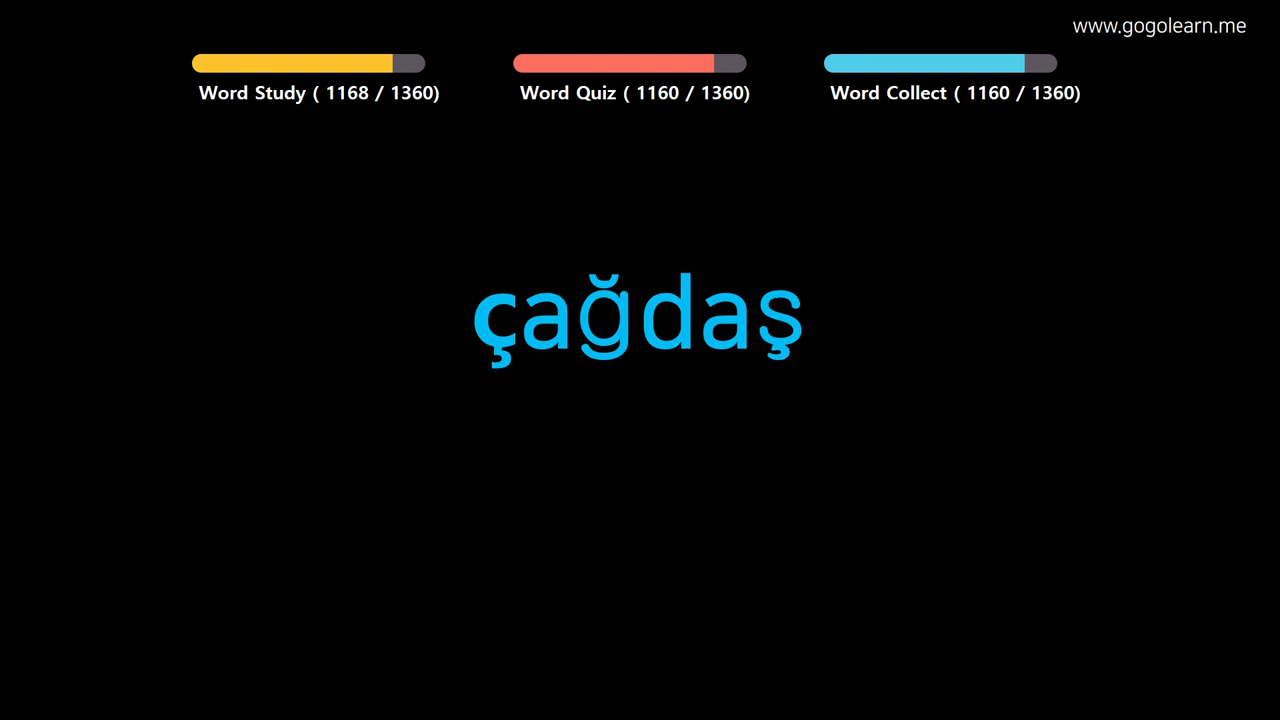 www.gogolearn.me
Word Study ( 1168 / 1360)
Word Quiz ( 1160 / 1360)
Word Collect ( 1160 / 1360)
çağdaş